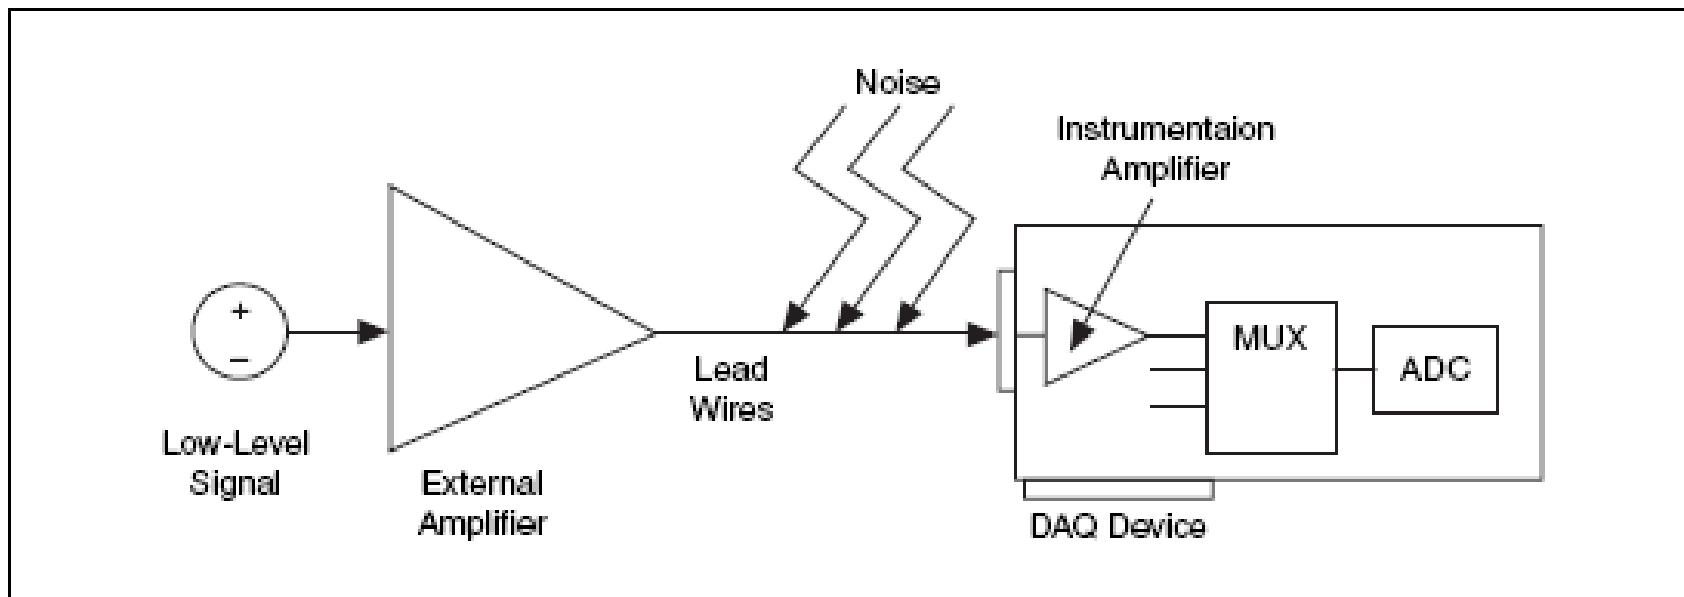 Noise
Instrumentaion
Amplifier
+
−
MUX
ADC
Lead
Wires
Low-Level
Signal
External
Amplifier
DAQ Device